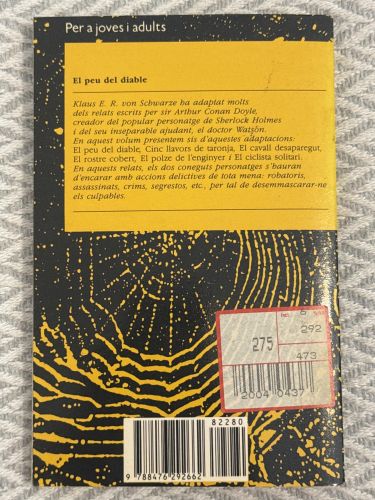 Per a joves i adults
El peu del diable
Klaus E. R. von Schwarze ha adaptat molts
dels relats escrits per sir Arthur Conan Doyle,
creador del popular personatge de Sherlock Holmes
i del seu inseparable ajudant, el doctor Watson.
En aquest volum presentem sis d'aquestes adaptacions:
El peu del diable, Cinc llavors de taronja, El cavall desaparegut,
El rostre cobert, El polze de l'enginyer i El ciclista solitari.
En aquests relats, els dos coneguts personatges s'hauran
d'encarar amb accions delictives de tota mena: robatoris,
assassinats, crims, segrestos, etc., per tal de desemmascarar-ne
els culpables.
6
292
275
473
2004 0437
82280
9 788476 292662